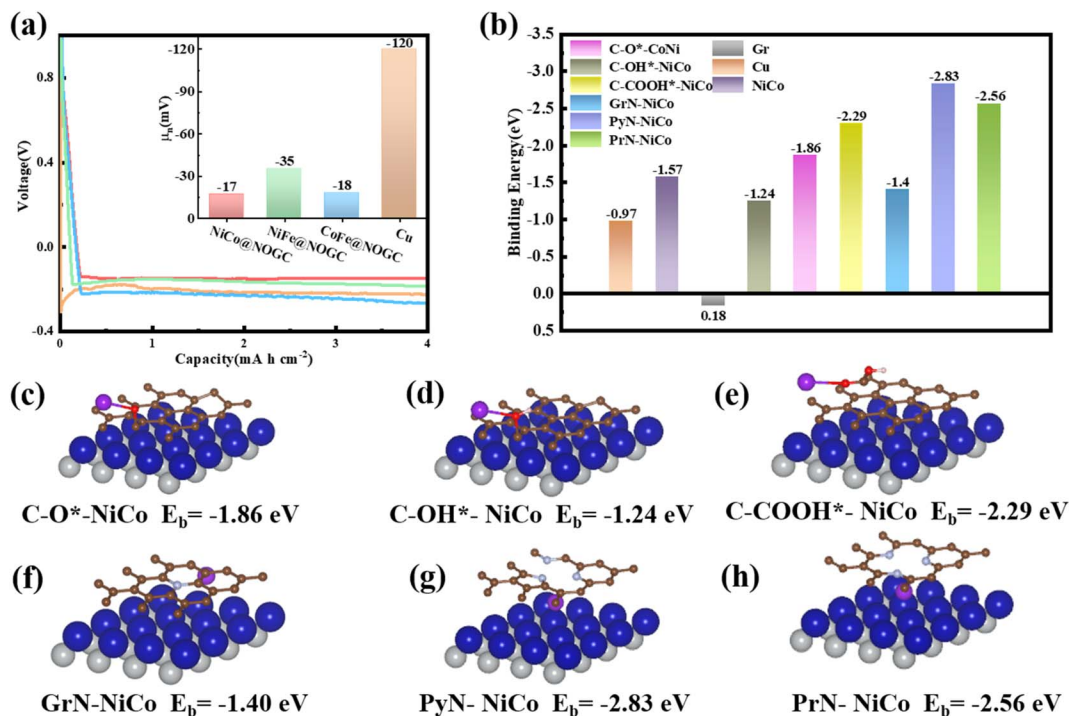 (a)
0.8
0.4
0.0
-0.4
Voltage(V)
0
1
2
3
4
Capacity(mA h cm-2)
-120
-90
-60
-30
0
μn(mV)
-17
-35
-18
-120
NiCo@NOGC
NiFe@NOGC
CoFe@NOGC
Cu
(b)
-3.5
-3.0
-2.5
-2.0
-1.5
-1.0
-0.5
0.0
0.5
Binding Energy(eV)
C-O*-CoNi
C-OH*-NiCo
C-COOH*-NiCo
GrN-NiCo
PyN-NiCo
PrN-NiCo
Gr
Cu
NiCo
-0.97
-1.57
0.18
-1.24
-1.86
-2.29
-1.4
-2.83
-2.56
(c)
C-O*-NiCo Eb= -1.86 eV
(d)
C-OH*- NiCo Eb= -1.24 eV
(e)
C-COOH*- NiCo Eb= -2.29 eV
(f)
GrN-NiCo Eb= -1.40 eV
(g)
PyN- NiCo Eb= -2.83 eV
(h)
PrN- NiCo Eb= -2.56 eV